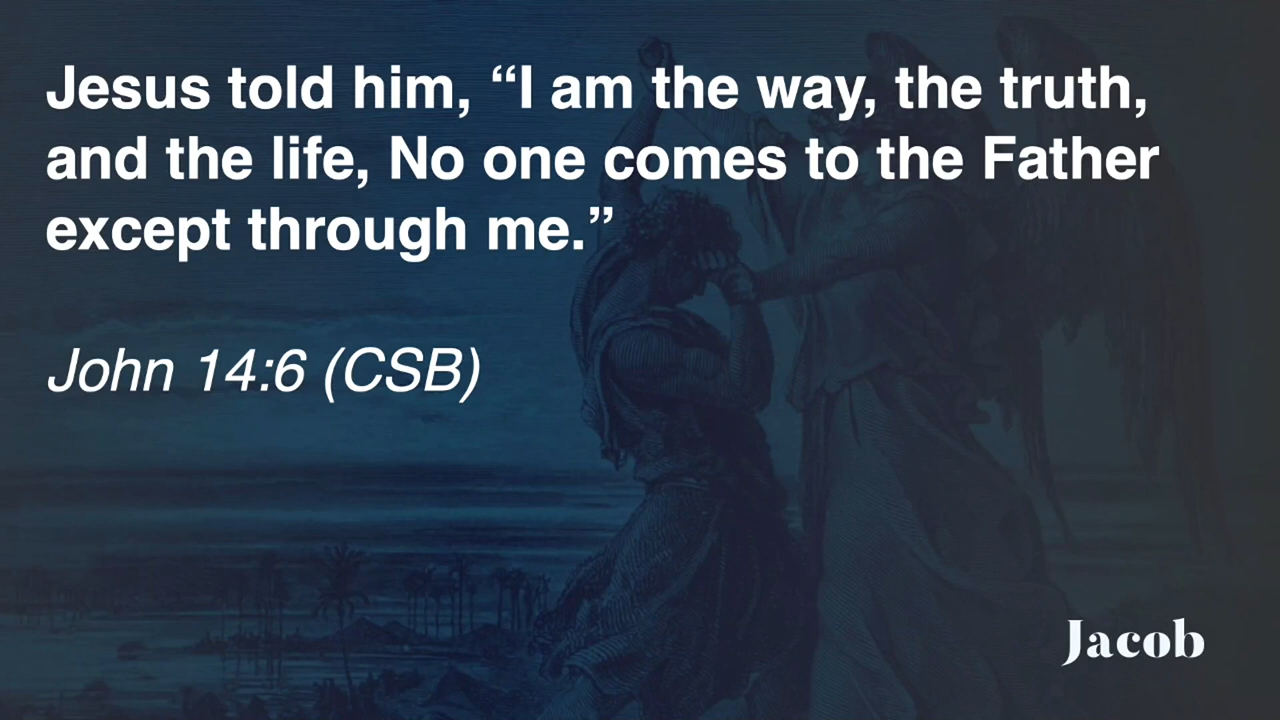 Jesus told him, “I am the way, the truth,
and the life, No one comes to the Father
except through me.”
John 14:6 (CSB)
Jacob